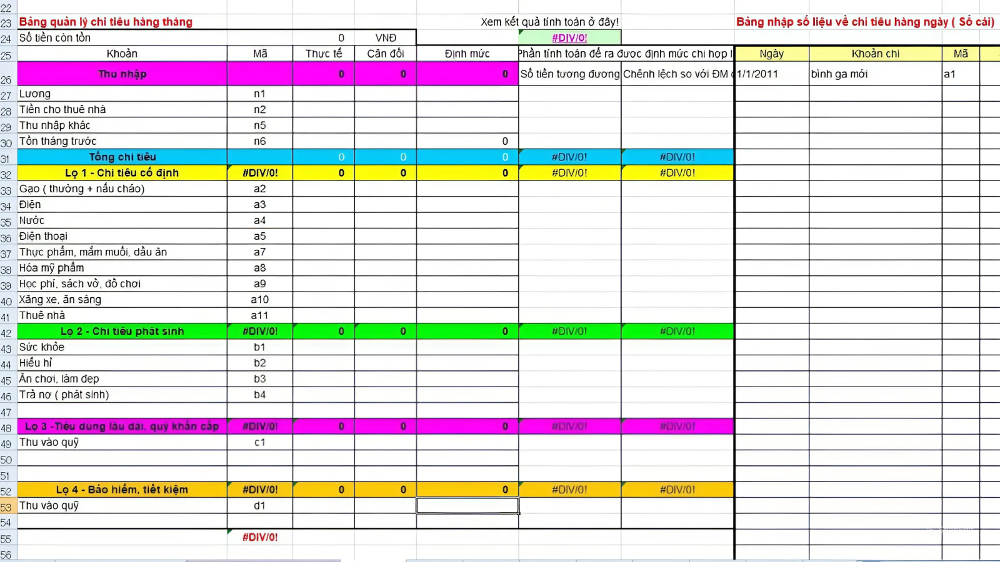 22
23 Bảng quản lý chi tiêu hàng tháng Xem kết quả tính toán ở đây! Bảng nhập số liệu về chi tiêu hàng ngày ( Sổ cái)
24 Số tiền còn tồn 0 VNĐ #DIV/0!
25 Khoản Mã Thực tế Cân đối Định mức Phần tính toán để ra được định mức chi hợp l Ngày Khoản chi Mã
26 Thu nhập 0 0 0 Số tiền tương đương Chênh lệch so với ĐM 1/1/2011 bình ga mới a1
27 Lương n1
28 Tiền cho thuê nhà n2
29 Thu nhập khác n5
30 Tồn tháng trước n6 0
31 Tổng chi tiêu 0 0 0 #DIV/0! #DIV/0!
32 Lọ 1 - Chi tiêu cố định #DIV/0! 0 0 0 #DIV/0! #DIV/0!
33 Gạo ( thường + nấu cháo) a2
34 Điện a3
35 Nước a4
36 Điện thoại a5
37 Thực phẩm, mắm muối, dầu ăn a7
38 Hóa mỹ phẩm a8
39 Học phí, sách vở, đồ chơi a9
40 Xăng xe, ăn sáng a10
41 Thuê nhà a11
42 Lọ 2 - Chi tiêu phát sinh #DIV/0! 0 0 0 #DIV/0! #DIV/0!
43 Sức khỏe b1
44 Hiếu hỉ b2
45 Ăn chơi, làm đẹp b3
46 Trả nợ ( phát sinh) b4
47
48 Lọ 3 -Tiêu dùng lâu dài, quỹ khẩn cấp #DIV/0! 0 0 0 #DIV/0! #DIV/0!
49 Thu vào quỹ c1
50
51
52 Lọ 4 - Bảo hiểm, tiết kiệm #DIV/0! 0 0 0 #DIV/0! #DIV/0!
53 Thu vào quỹ d1
54
55 #DIV/0!
56